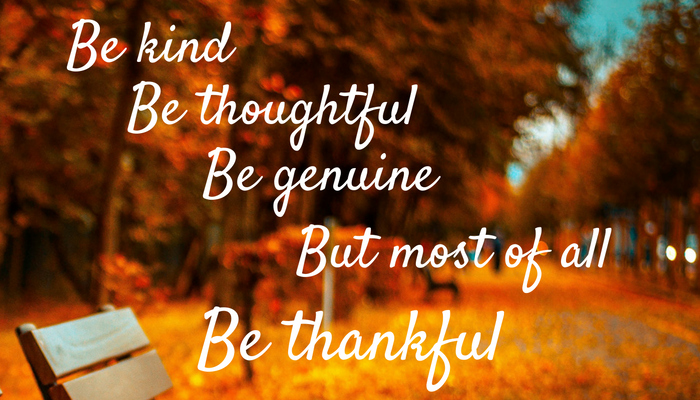 Be kind
Be thoughtful
Be genuine
But most of all
Be thankful